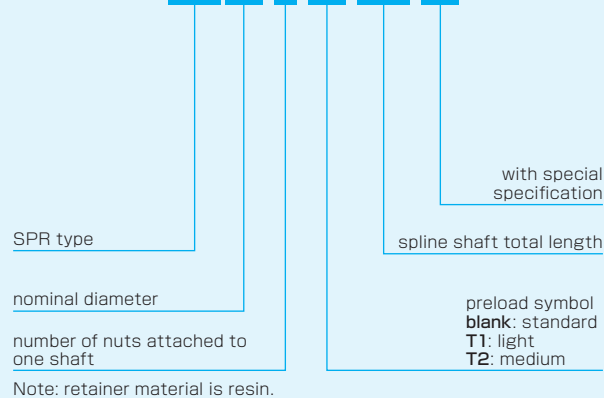 with special
specification
SPR type
spline shaft total length
nominal diameter
preload symbol
blank: standard
T1: light
T2: medium
number of nuts attached to
one shaft
Note: retainer material is resin.